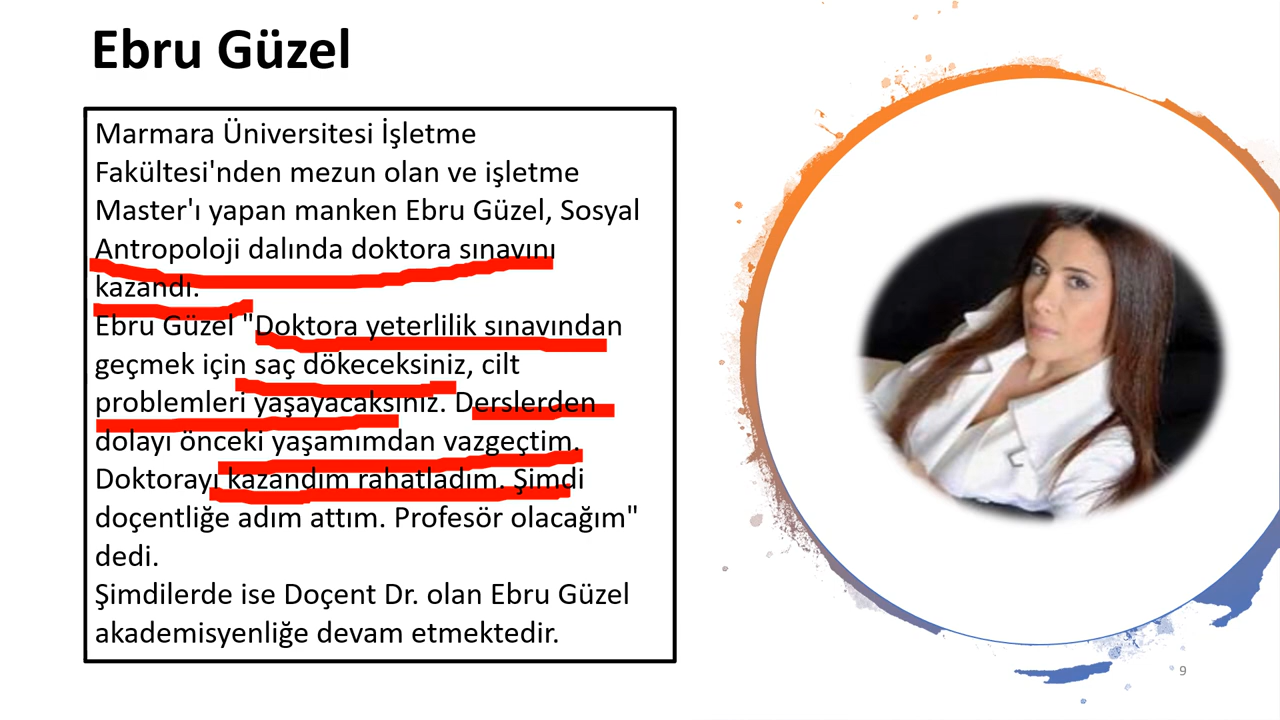 Ebru Güzel
Marmara Üniversitesi İşletme
Fakültesi'nden mezun olan ve işletme
Master'ı yapan manken Ebru Güzel, Sosyal
Antropoloji dalında doktora sınavını
kazandı.
Ebru Güzel "Doktora yeterlilik sınavından
geçmek için saç dökeceksiniz, cilt
problemleri yaşayacaksınız. Derslerden
dolayı önceki yaşamımdan vazgeçtim.
Doktorayı kazandım rahatladım. Şimdi
doçentliğe adım attım. Profesör olacağım"
dedi.
Şimdilerde ise Doçent Dr. olan Ebru Güzel
akademisyenliğe devam etmektedir.
9